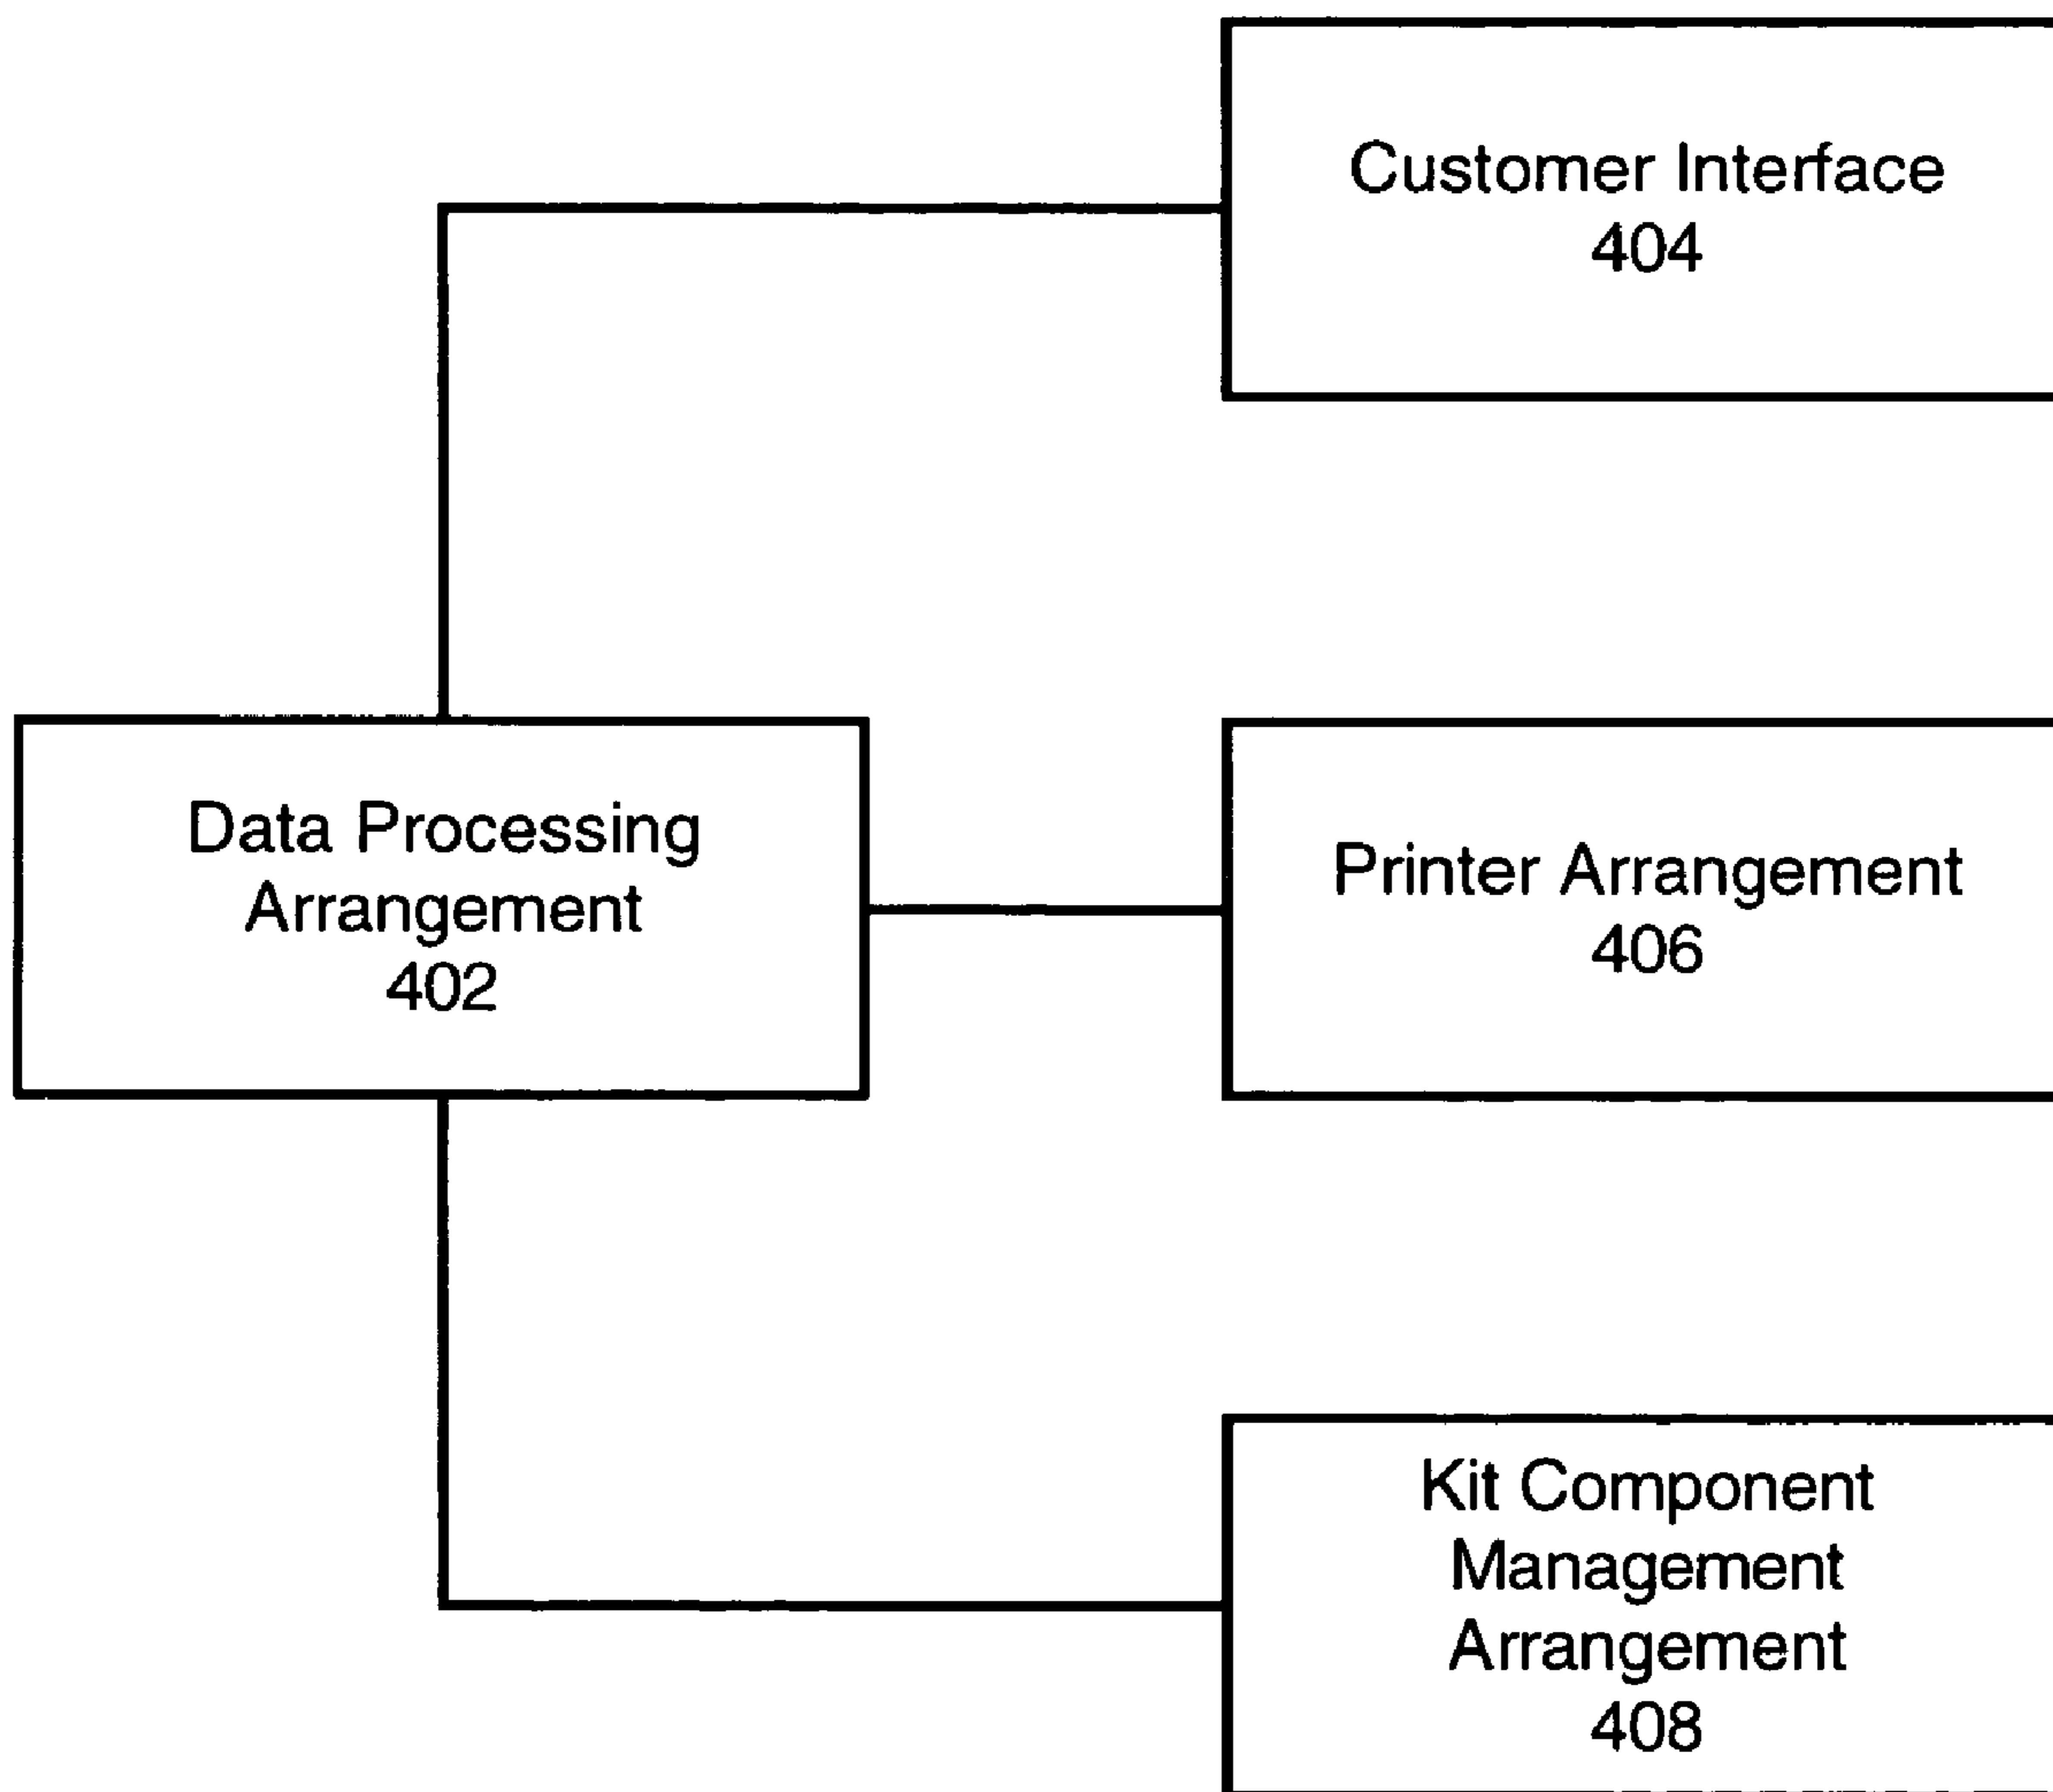 Customer Interface
404
Data Processing
Arrangement
402
Printer Arrangement
406
Kit Component
Management
Arrangement
408